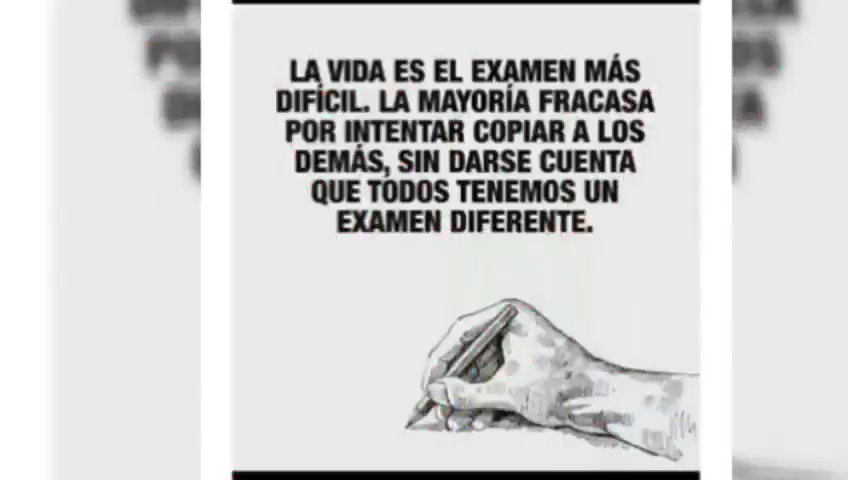 LA VIDA ES EL EXAMEN MÁS
DIFÍCIL. LA MAYORÍA FRACASA
POR INTENTAR COPIAR A LOS
DEMÁS, SIN DARSE CUENTA
QUE TODOS TENEMOS UN
EXAMEN DIFERENTE.